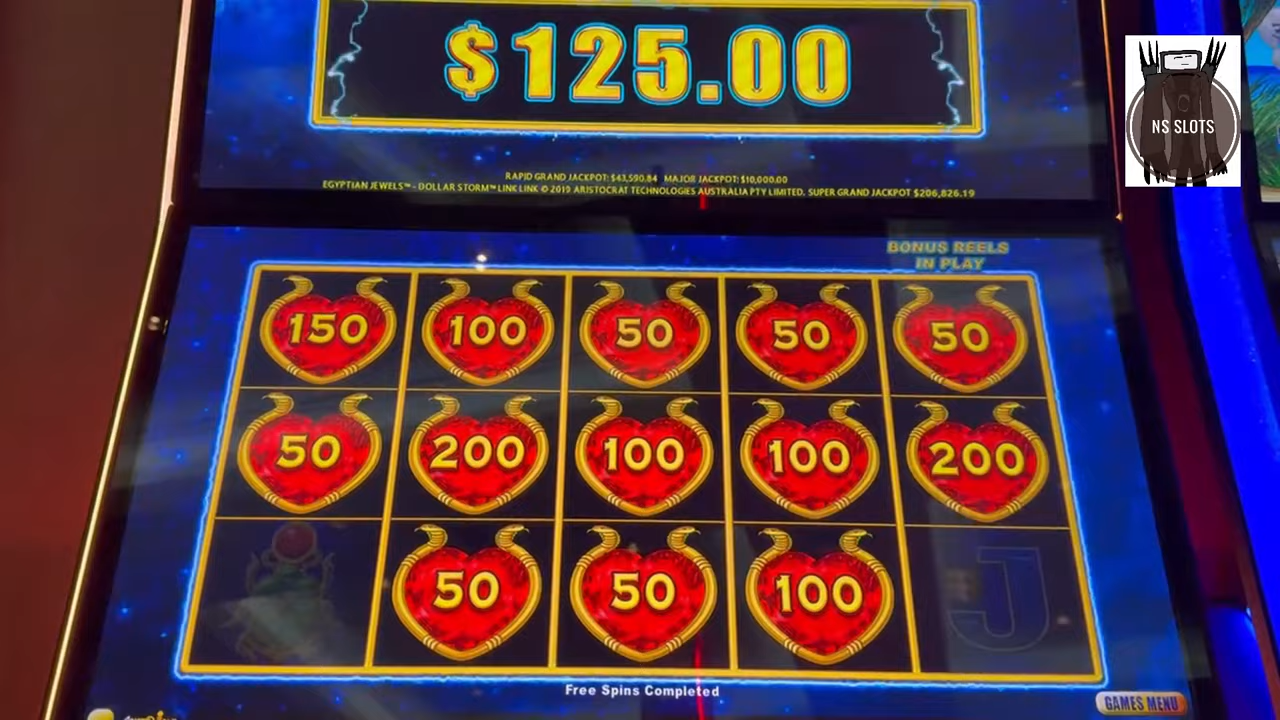 $125.00
NS SLOTS
RAPID GRAND JACKPOT: $43,590.84 MAJOR JACKPOT: $10,000.00
EGYPTIAN JEWELS™ - DOLLAR STORM™ LINK LINK © 2019 ARISTOCRAT TECHNOLOGIES AUSTRALIA PTY LIMITED. SUPER GRAND JACKPOT $206,826.19
BONUS REELS
IN PLAY
150 100 50 50 50
50 200 100 100 200
50 50 100 J
Free Spins Completed
GAMES MENU